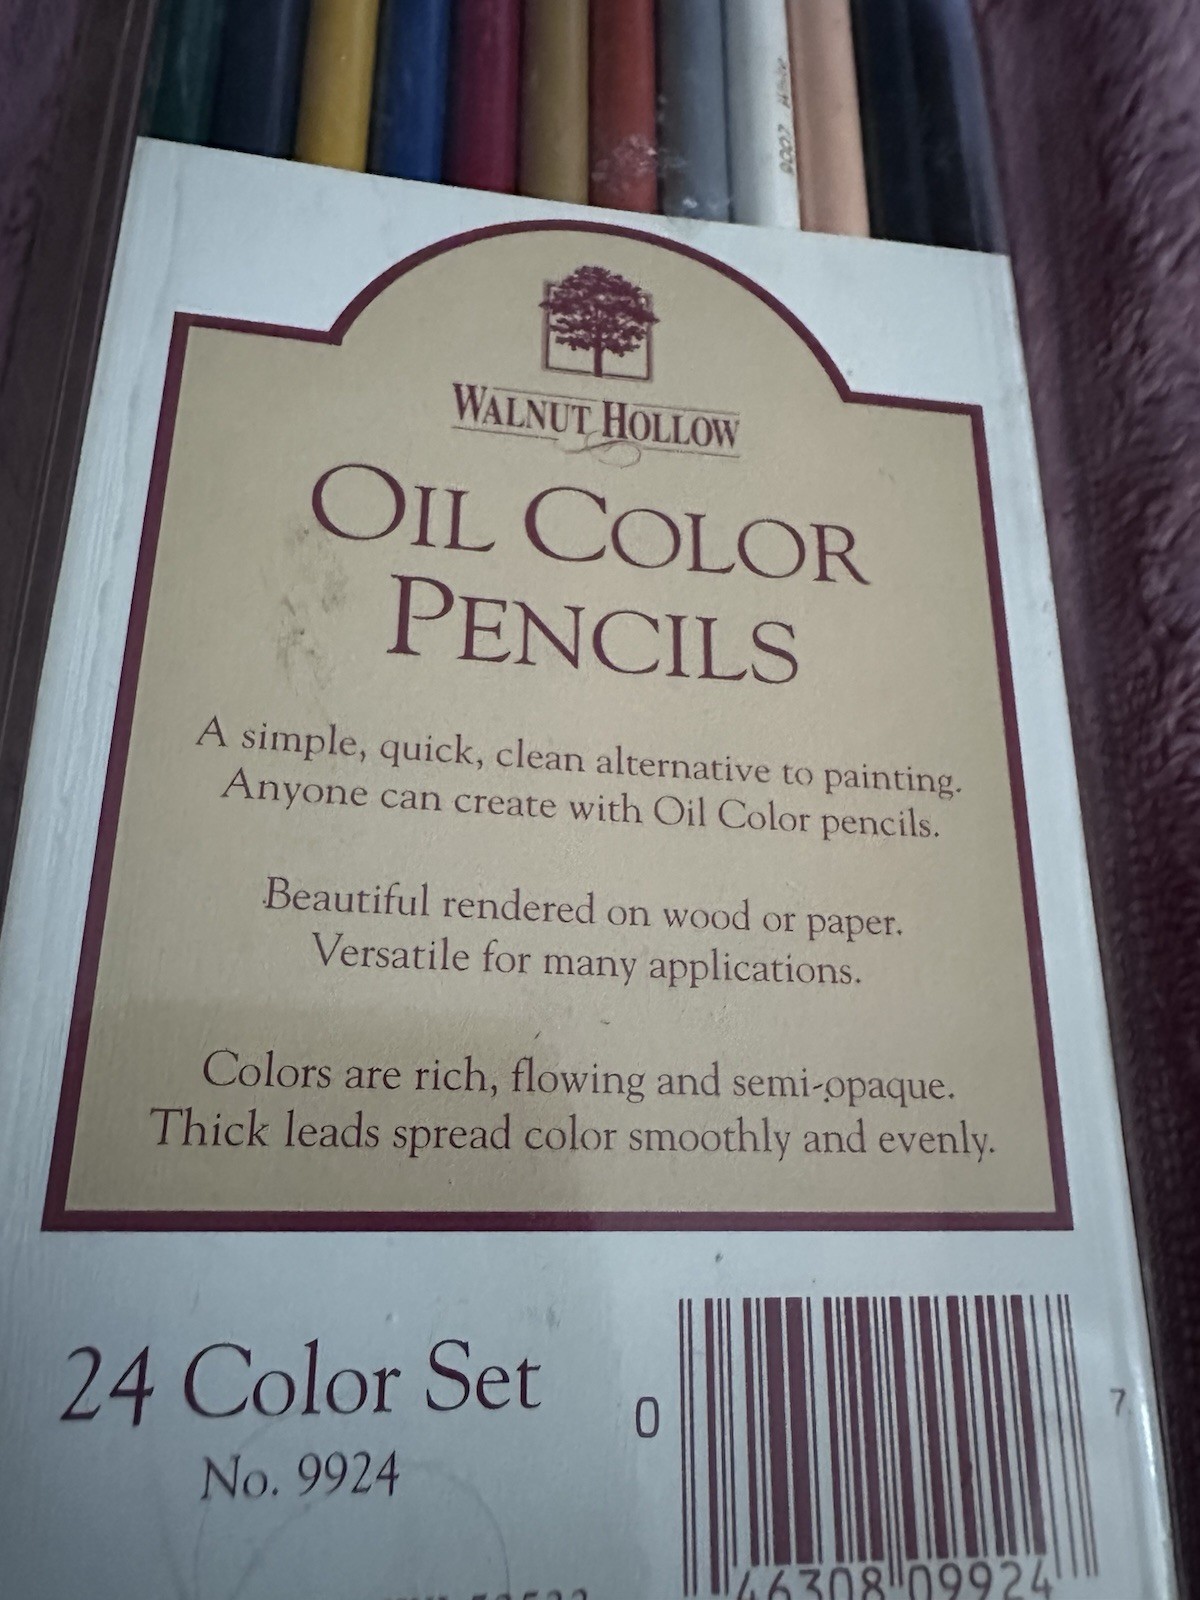 9007 White
WALNUT HOLLOW
OIL COLOR
PENCILS
A simple, quick, clean alternative to painting.
Anyone can create with Oil Color pencils.
Beautiful rendered on wood or paper.
Versatile for many applications.
Colors are rich, flowing and semi-opaque.
Thick leads spread color smoothly and evenly.
24 Color Set
No. 9924
0 46308 09924 7